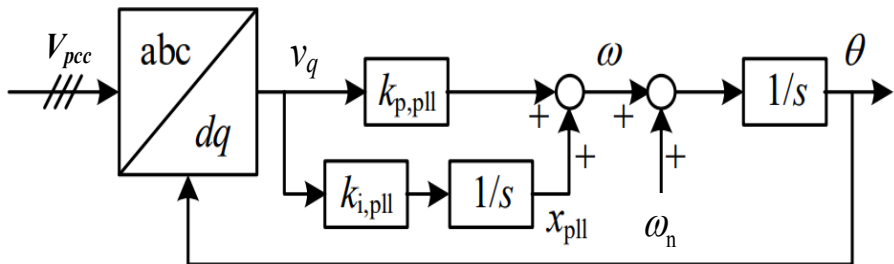 V_pcc
abc
dq
v_q
k_p,pll
+
+
ω
+
+
ω_n
1/s
θ
k_i,pll
1/s
x_pll